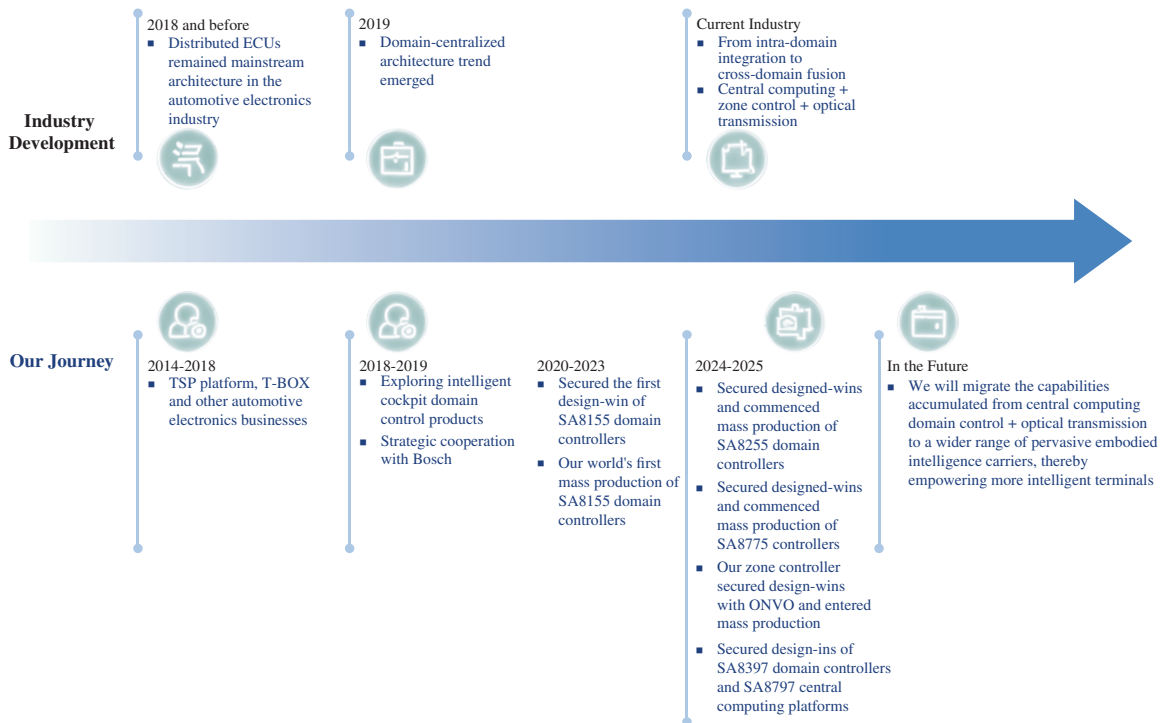 Industry
Development
2018 and before
■ Distributed ECUs
remained mainstream
architecture in the
automotive electronics
industry
2019
■ Domain-centralized
architecture trend
emerged
Current Industry
■ From intra-domain
integration to
cross-domain fusion
■ Central computing +
zone control + optical
transmission
Our Journey
2014-2018
■ TSP platform, T-BOX
and other automotive
electronics businesses
2018-2019
■ Exploring intelligent
cockpit domain
control products
■ Strategic cooperation
with Bosch
2020-2023
■ Secured the first
design-win of
SA8155 domain
controllers
■ Our world's first
mass production of
SA8155 domain
controllers
2024-2025
■ Secured designed-wins
and commenced
mass production of
SA8255 domain
controllers
■ Secured designed-wins
and commenced
mass production of
SA8775 controllers
■ Our zone controller
secured design-wins
with ONVO and entered
mass production
■ Secured design-ins of
SA8397 domain controllers
and SA8797 central
computing platforms
In the Future
■ We will migrate the capabilities
accumulated from central computing
domain control + optical transmission
to a wider range of pervasive embodied
intelligence carriers, thereby
empowering more intelligent terminals